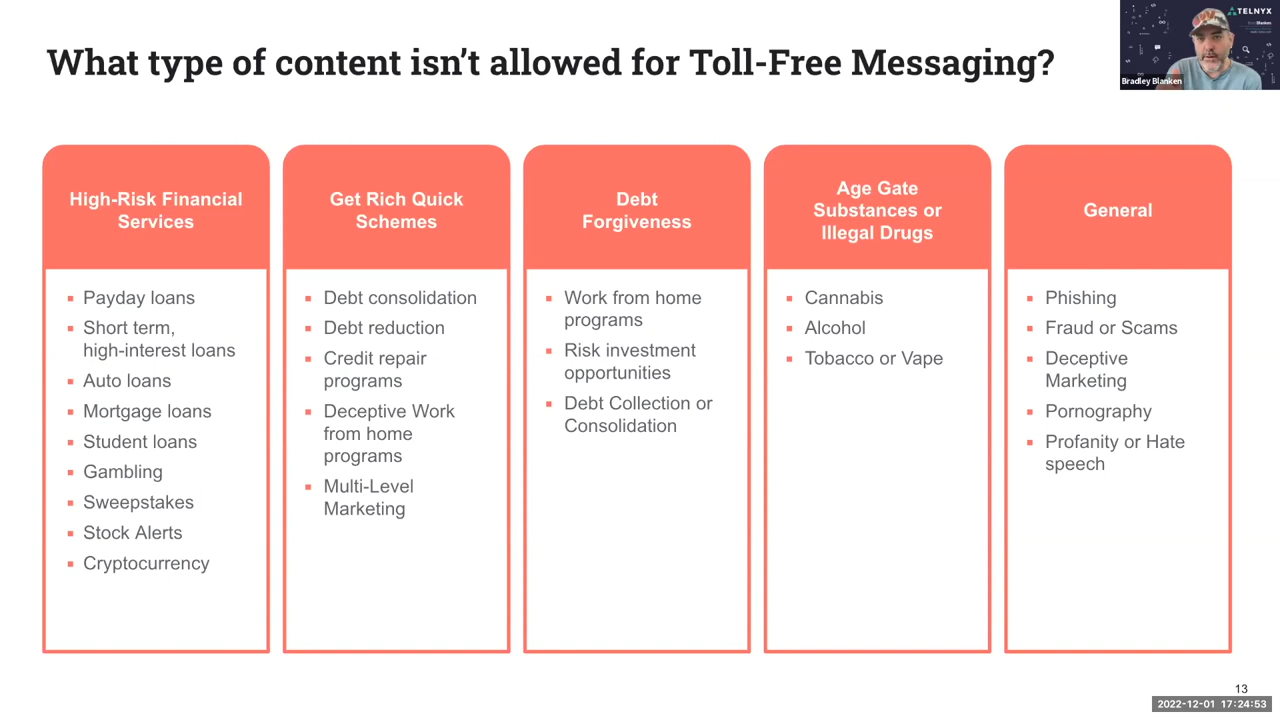 What type of content isn’t allowed for Toll-Free Messaging?
TELNYX
Bradley Blanken
High-Risk Financial
Services
Payday loans
Short term,
high-interest loans
Auto loans
Mortgage loans
Student loans
Gambling
Sweepstakes
Stock Alerts
Cryptocurrency
Get Rich Quick
Schemes
Debt consolidation
Debt reduction
Credit repair
programs
Deceptive Work
from home
programs
Multi-Level
Marketing
Debt
Forgiveness
Work from home
programs
Risk investment
opportunities
Debt Collection or
Consolidation
Age Gate
Substances or
Illegal Drugs
Cannabis
Alcohol
Tobacco or Vape
General
Phishing
Fraud or Scams
Deceptive
Marketing
Pornography
Profanity or Hate
speech
13
2022-12-01 17:24:53